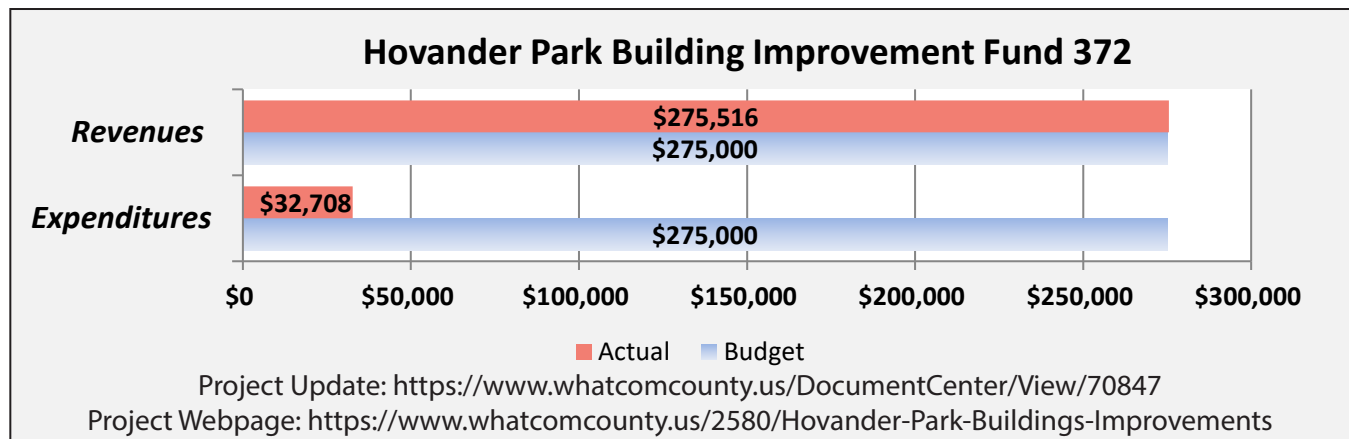 Hovander Park Building Improvement Fund 372
Revenues
$275,516
$275,000
Expenditures
$32,708
$275,000
$0 $50,000 $100,000 $150,000 $200,000 $250,000 $300,000
Actual Budget
Project Update: https://www.whatcomcounty.us/DocumentCenter/View/70847
Project Webpage: https://www.whatcomcounty.us/2580/Hovander-Park-Buildings-Improvements